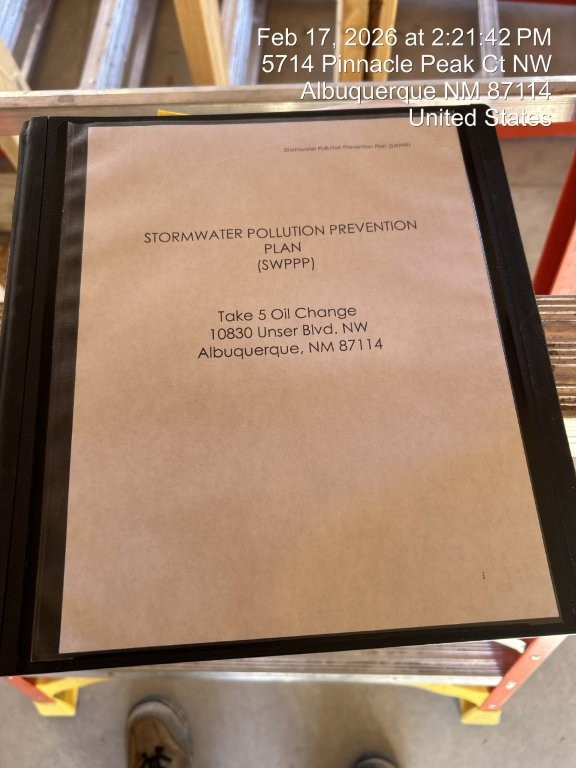 Feb 17, 2026 at 2:21:42 PM
5714 Pinnacle Peak Ct NW
Albuquerque NM 87114
United States
Stormwater Pollution Prevention Plan (SWPPP)
STORMWATER POLLUTION PREVENTION
PLAN
(SWPPP)
Take 5 Oil Change
10830 Unser Blvd. NW
Albuquerque, NM 87114
i